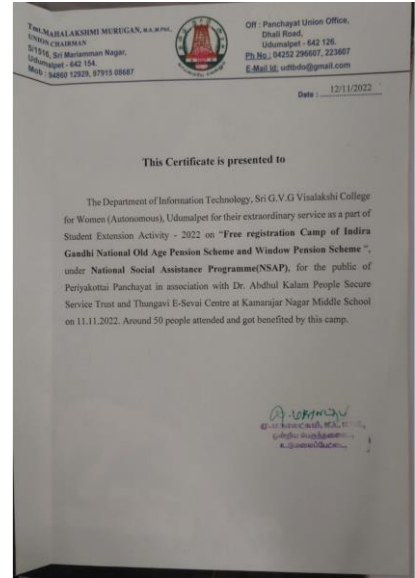 Tmt.MAHALAKSHMI MURUGAN, M.A.,M.Phil.,
UNION CHAIRMAN
5/1516, Sri Mariamman Nagar,
Udumalpet - 642 154.
Mob : 94860 12929, 97915 08667
Off : Panchayat Union Office,
Dhali Road,
Udumalpet - 642 126.
Ph No : 04252 296607, 223607
E-Mail id: udtbdo@gmail.com
Date : 12/11/2022
This Certificate is presented to
The Department of Information Technology, Sri G.V.G Visalakshi College
for Women (Autonomous), Udumalpet for their extraordinary service as a part of
Student Extension Activity - 2022 on "Free registration Camp of Indira
Gandhi National Old Age Pension Scheme and Window Pension Scheme ",
under National Social Assistance Programme(NSAP), for the public of
Periyakottai Panchayat in association with Dr. Abdhul Kalam People Secure
Service Trust and Thungavi E-Sevai Centre at Kamarajar Nagar Middle School
on 11.11.2022. Around 50 people attended and got benefited by this camp.